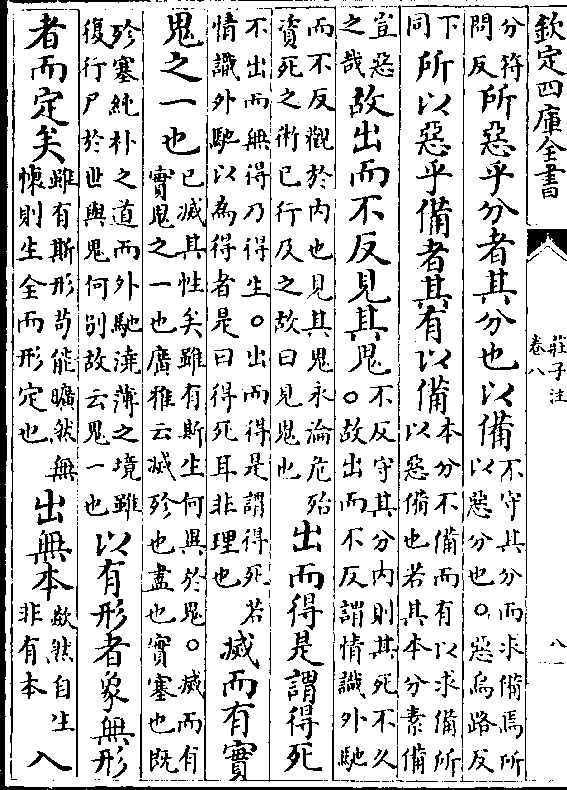 欽定四庫全書
莊子注
卷八
八
分符
問反
所惡乎分者其分也以備
不守其分而求備焉所
以惡分也。惡烏路反
下
同
所以惡乎備者其有以備
本分不備而有以求備所
以惡備也若其本分素備
豈惡
之哉
故出而不反見其鬼
不反守其分內則其死不久
。故出而不反謂情識外馳
而不反觀於內也見其鬼永淪危殆
資死之術已行及之故曰見鬼也
出而得是謂得死
不出而無得乃得生。出而得是謂得死若
情識外馳以為得者是曰得死耳非理也
滅而有實
鬼之一也
已滅其性矣雖有斯生何異於鬼。滅而有
實鬼之一也廣雅云滅殄也盡也實塞也既
殄塞純朴之道而外馳澆薄之境雖
復行尸於世與鬼何别故云鬼一也
以有形者象無形
者而定矣
雖有斯形苟能曠然無
懐則生全而形定也
出無本
欻然自生
非有本
入